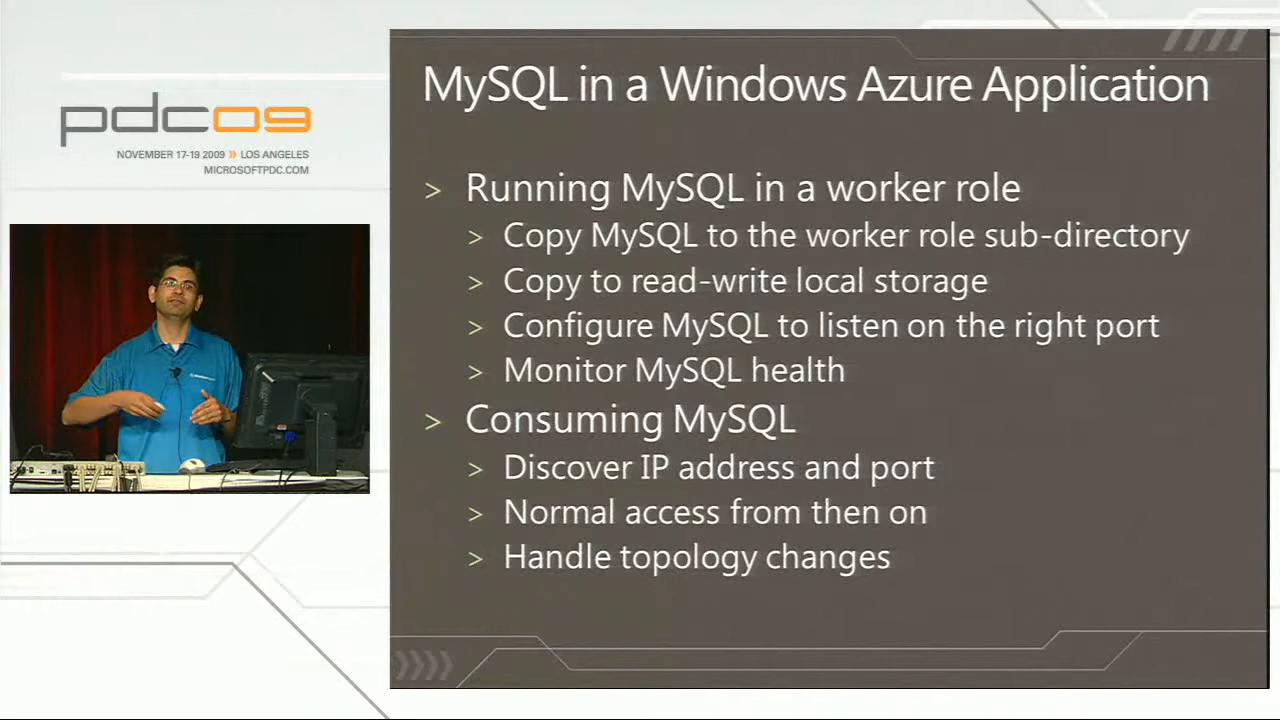 pdc09
NOVEMBER 17-19 2009 » LOS ANGELES
MICROSOFTPDC.COM
MySQL in a Windows Azure Application
> Running MySQL in a worker role
> Copy MySQL to the worker role sub-directory
> Copy to read-write local storage
> Configure MySQL to listen on the right port
> Monitor MySQL health
> Consuming MySQL
> Discover IP address and port
> Normal access from then on
> Handle topology changes